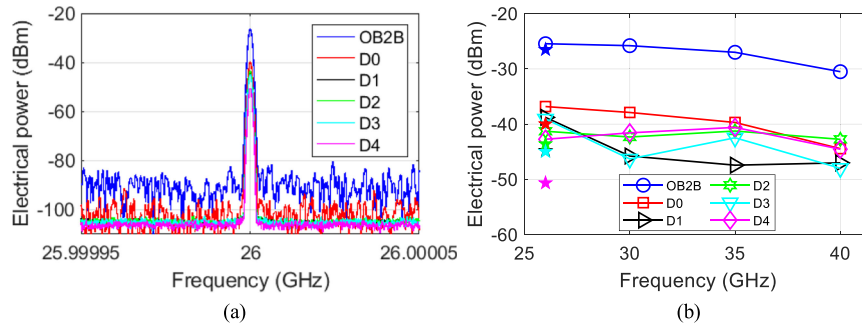 -20
-40
-60
-80
-100
Electrical power (dBm)
OB2B
D0
D1
D2
D3
D4
25.99995
26
26.00005
Frequency (GHz)
(a)
-20
-30
-40
-50
-60
Electrical power (dBm)
OB2B
D0
D1
D2
D3
D4
25
30
35
40
Frequency (GHz)
(b)